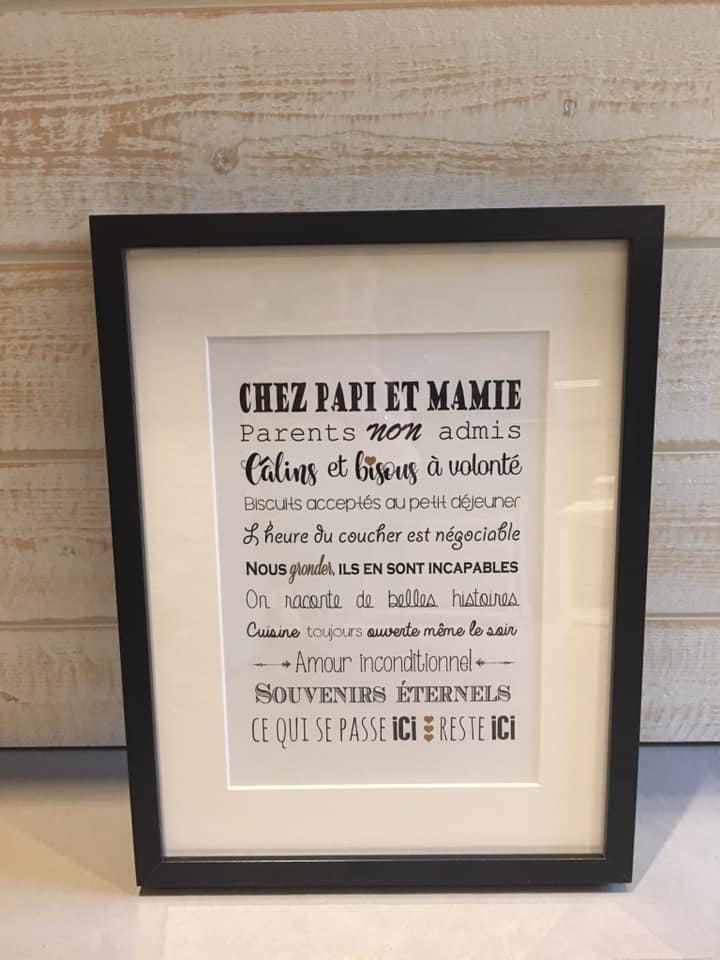 CHEZ PAPI ET MAMIE
Parents non admis
Câlins et bisous à volonté
Biscuits acceptés au petit déjeuner
L'heure du coucher est négociable
NOUS gronder, ILS EN SONT INCAPABLES
On raconte de belles histoires
Cuisine toujours ouverte même le soir
Amour inconditionnel
SOUVENIRS ÉTERNELS
CE QUI SE PASSE iCi RESTE iCi